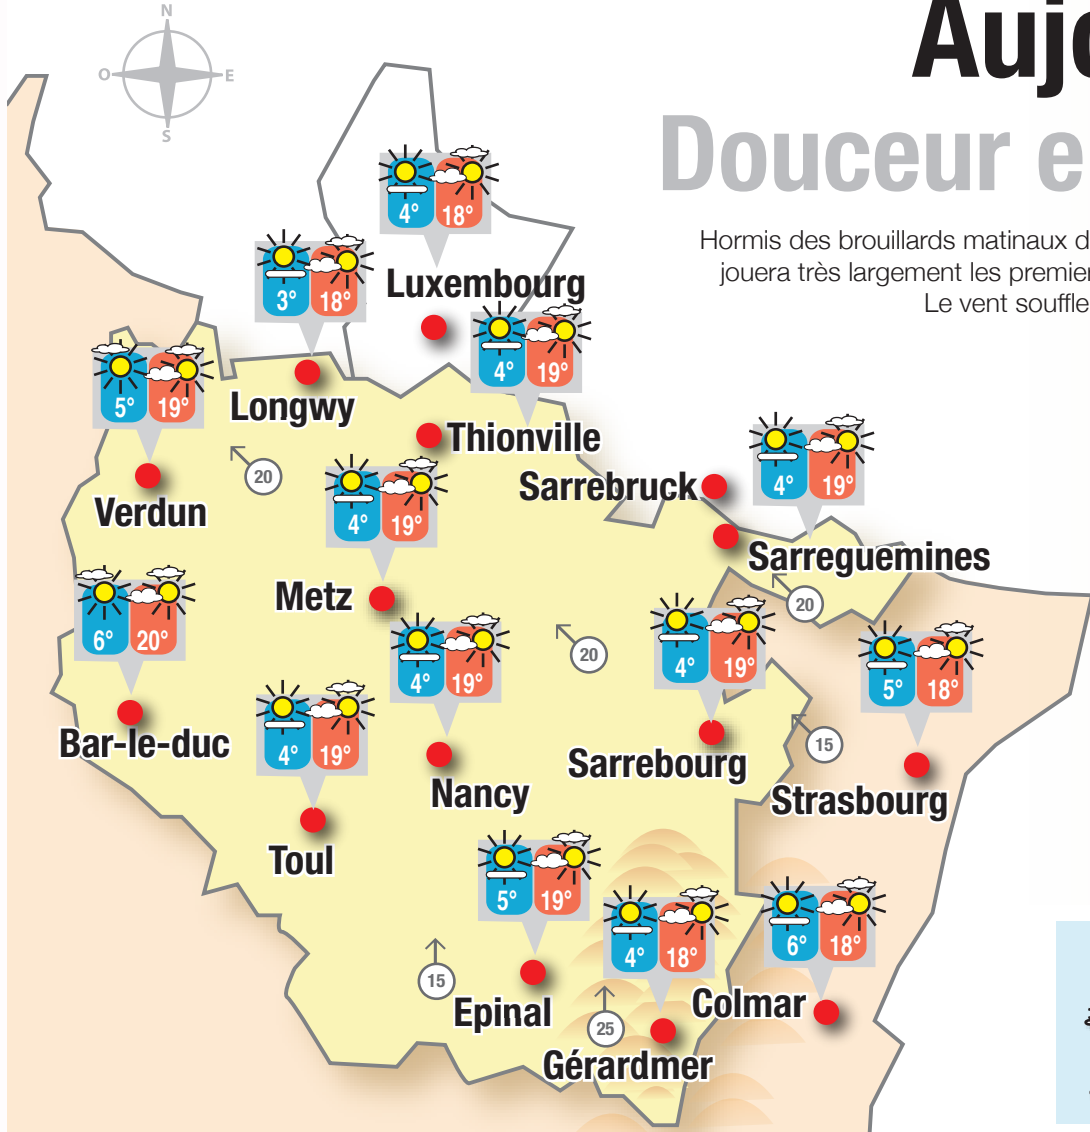 N
O E
S
Aujo
Douceur e
Hormis des brouillards matinaux d
jouera très largement les premier
Le vent souffle
4° 18°
Luxembourg
3° 18°
Longwy
4° 19°
Thionville
5° 19°
Verdun
20
4° 19°
Sarrebruck
Sarreguemines
20
4° 19°
Metz
6° 20°
Bar-le-duc
4° 19°
Nancy
20
4° 19°
Sarrebourg
5° 18°
Strasbourg
15
4° 19°
Toul
5° 19°
Epinal
15
4° 18°
Gérardmer
25
6° 18°
Colmar